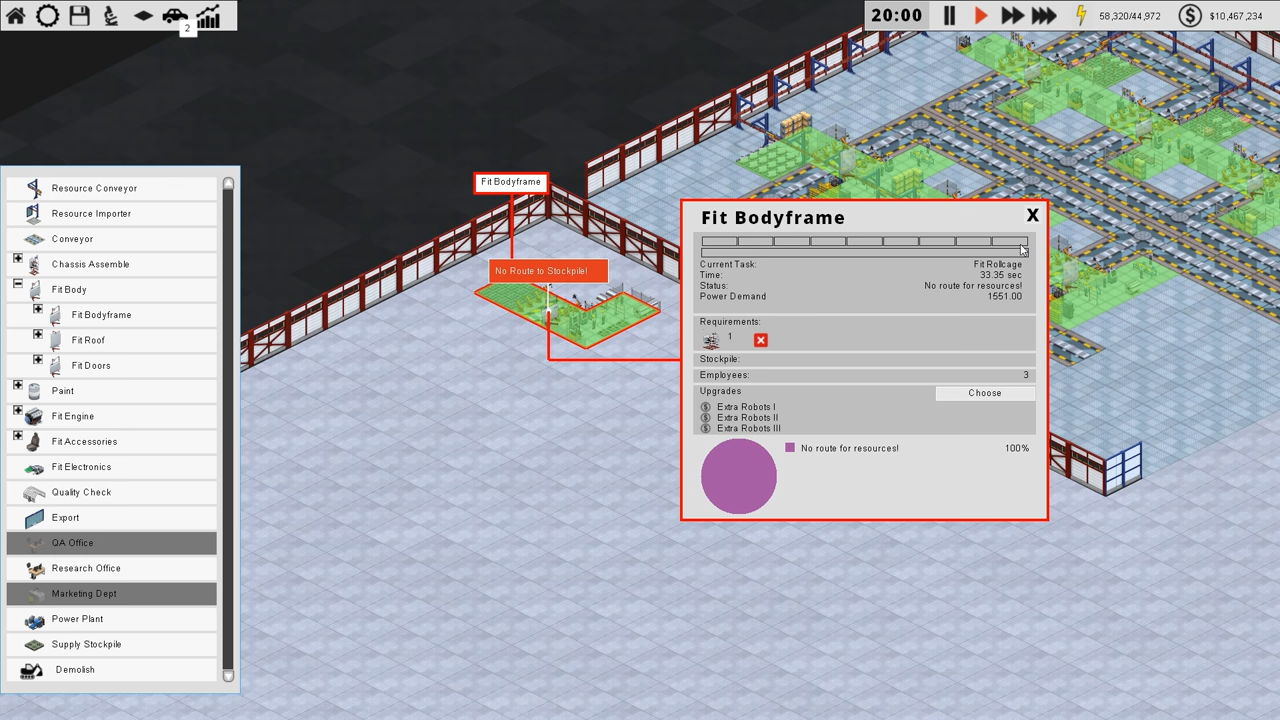 2
20:00
58,320/44,972
$
$10,467,234
Resource Conveyor
Resource Importer
Conveyor
Chassis Assemble
Fit Body
Fit Bodyframe
Fit Roof
Fit Doors
Paint
Fit Engine
Fit Accessories
Fit Electronics
Quality Check
Export
QA Office
Research Office
Marketing Dept
Power Plant
Supply Stockpile
Demolish
Fit Bodyframe
No Route to Stockpile!
Fit Bodyframe
X
Current Task: Fit Rollcage
Time: 33.35 sec
Status: No route for resources!
Power Demand 1551.00
Requirements:
1
Stockpile:
Employees: 3
Upgrades Choose
Extra Robots I
Extra Robots II
Extra Robots III
No route for resources! 100%